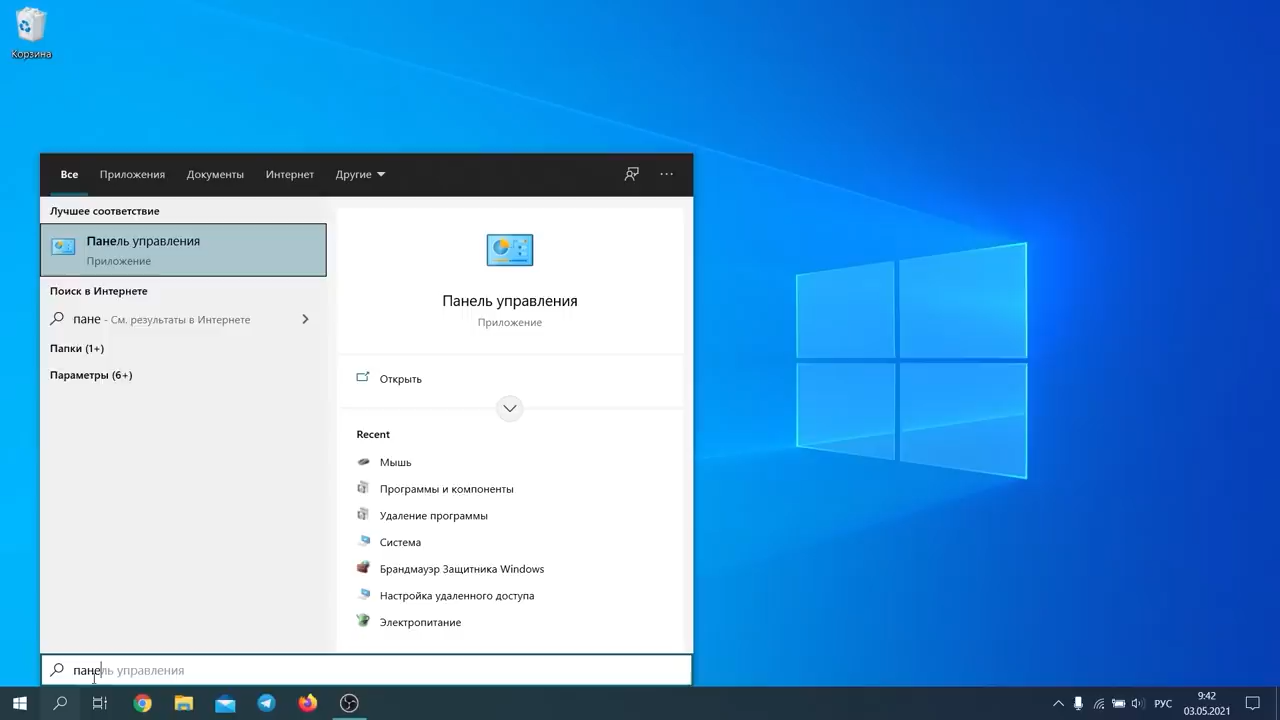 Корзина
Все
Приложения
Документы
Интернет
Другие
Лучшее соответствие
Панель управления
Приложение
Поиск в Интернете
пане - См. результаты в Интернете
Папки (1+)
Параметры (6+)
Панель управления
Приложение
Открыть
Recent
Мышь
Программы и компоненты
Удаление программы
Система
Брандмауэр Защитника Windows
Настройка удаленного доступа
Электропитание
панель управления
РУС
9:42
03.05.2021